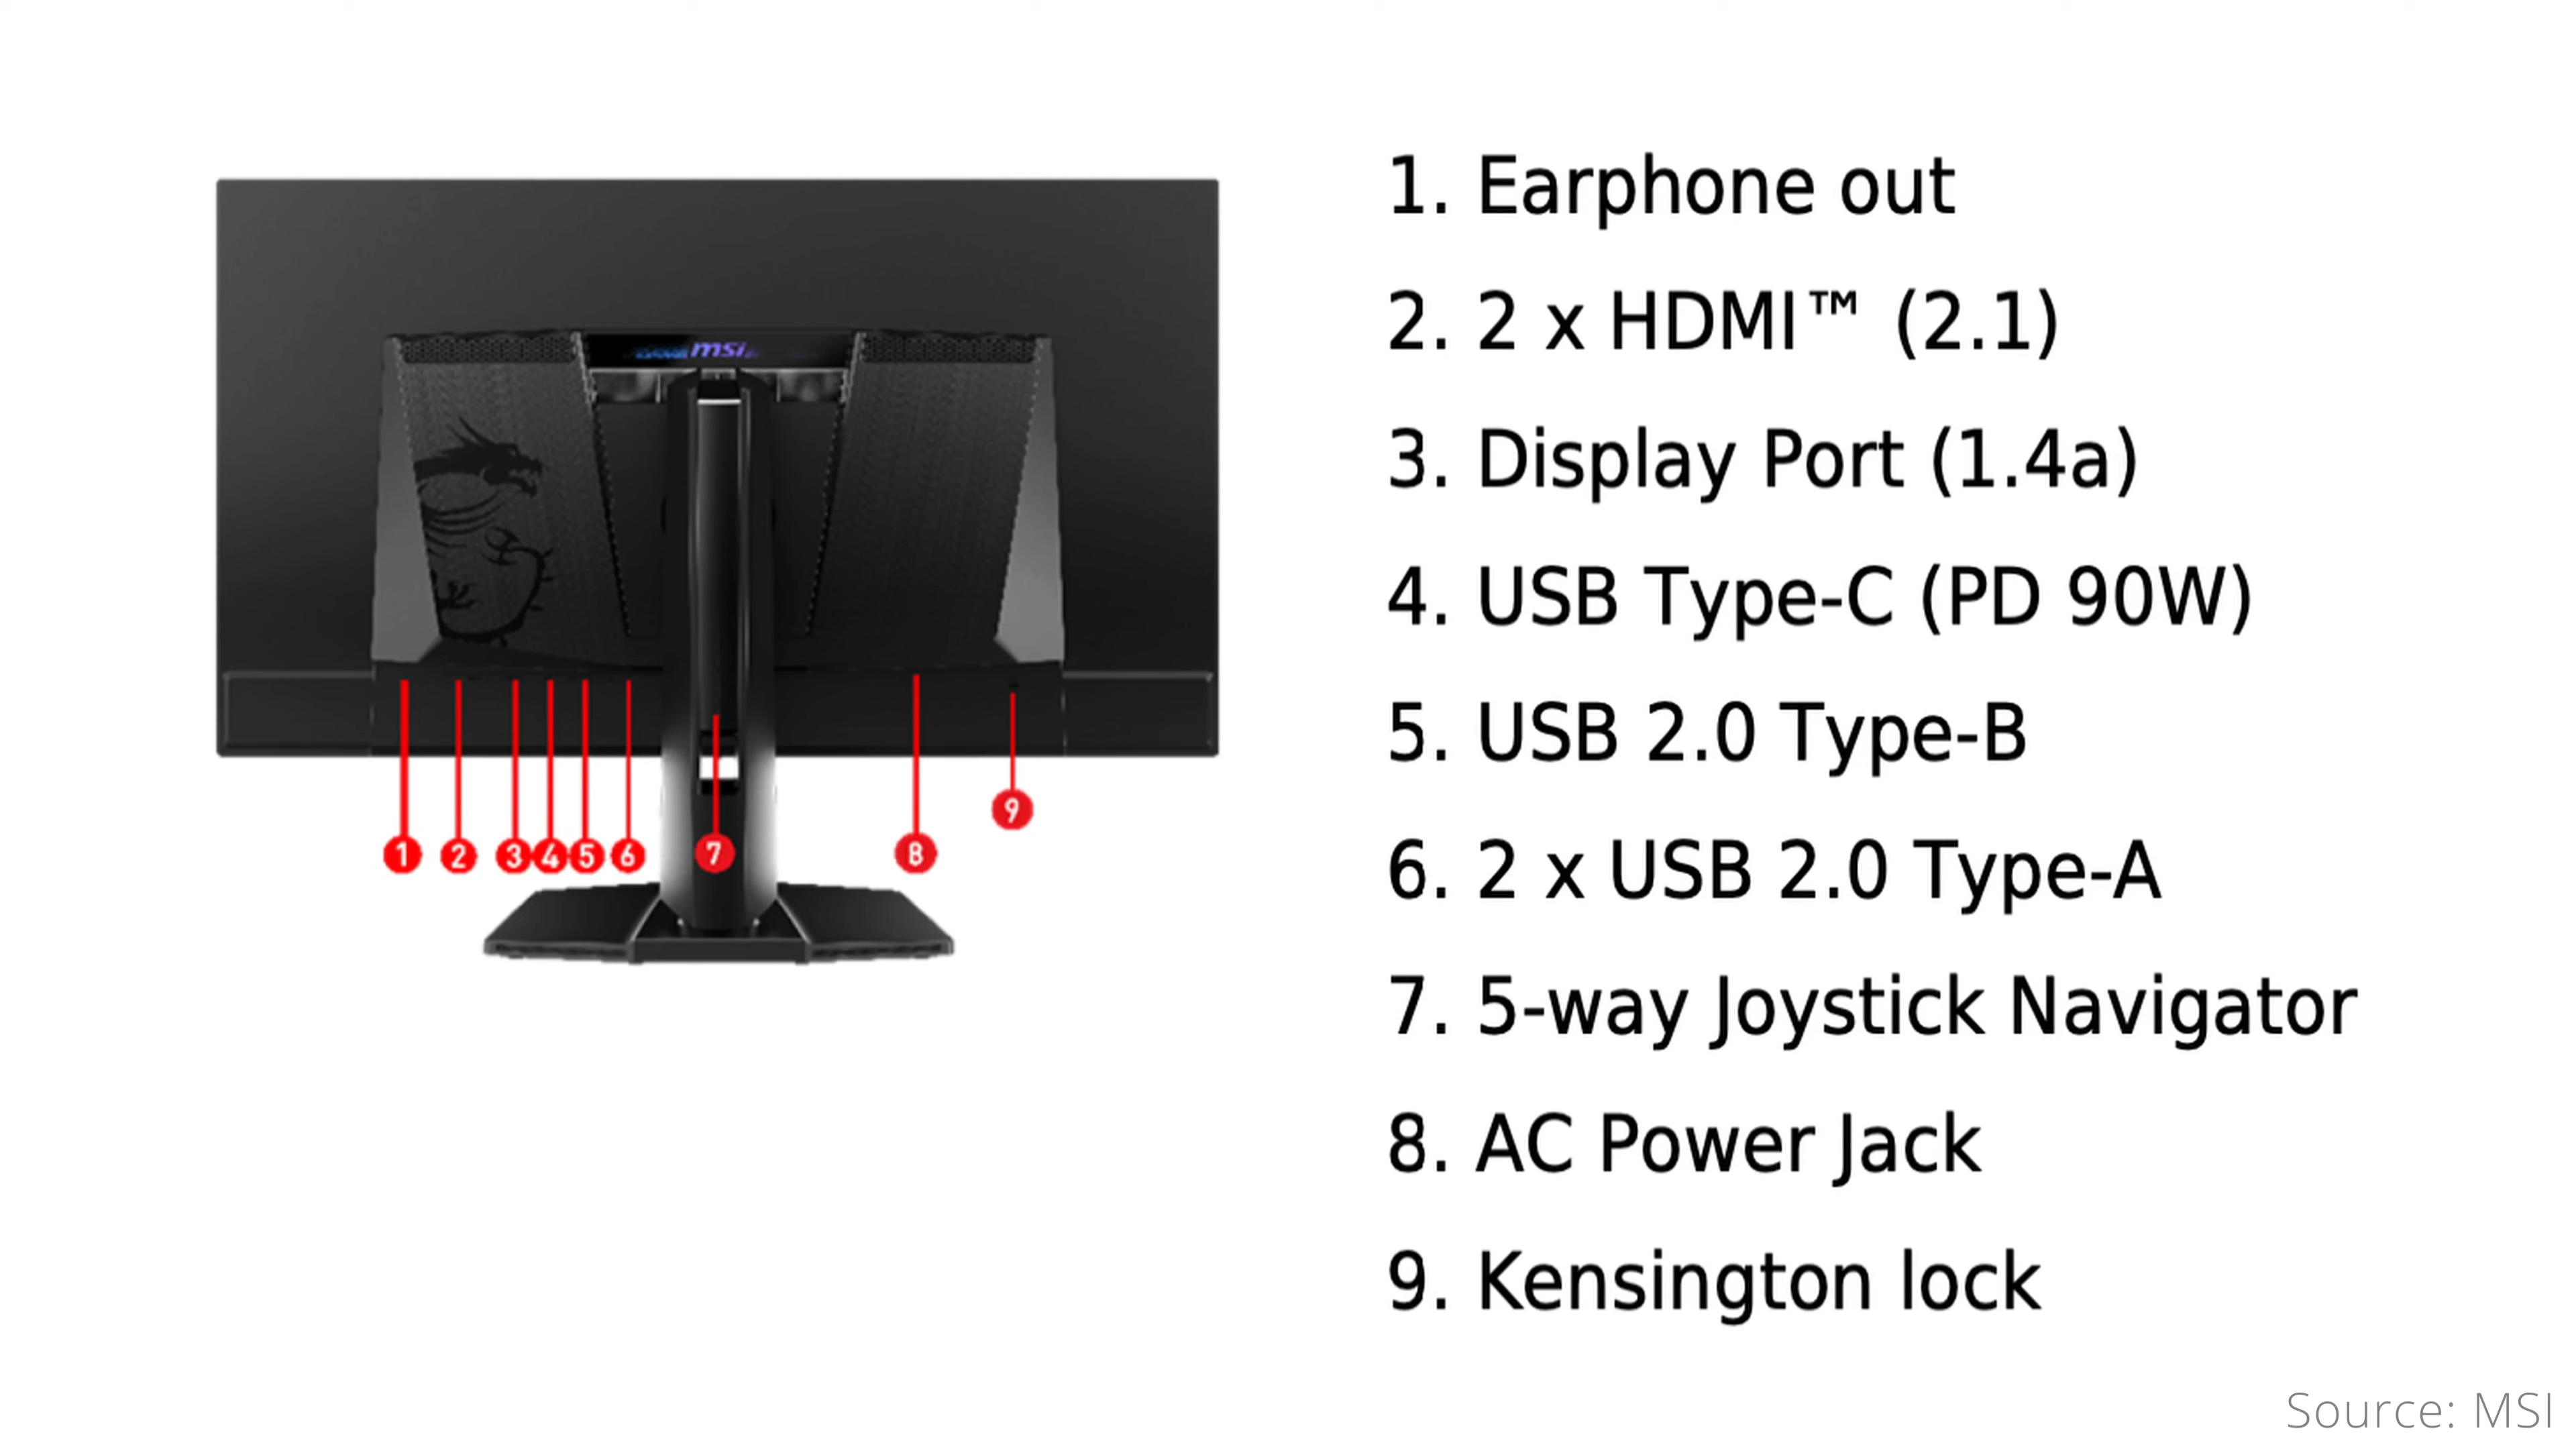 msi
1. Earphone out
2. 2 x HDMI™ (2.1)
3. Display Port (1.4a)
4. USB Type-C (PD 90W)
5. USB 2.0 Type-B
6. 2 x USB 2.0 Type-A
7. 5-way Joystick Navigator
8. AC Power Jack
9. Kensington lock
9
1 2 3 4 5 6 7 8
Source: MSI